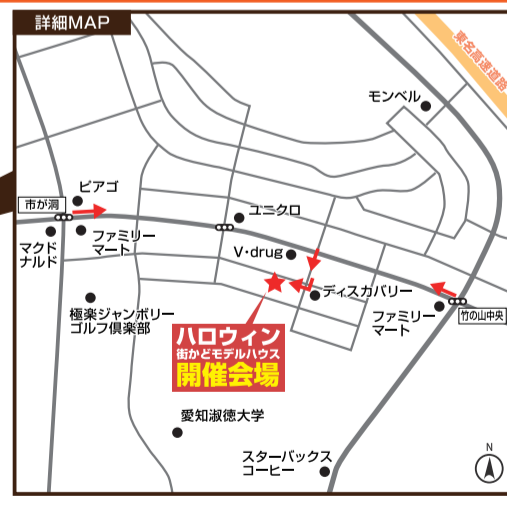 詳細MAP
東名高速道路
モンベル
ピアゴ
市が洞
ユニクロ
マクド
ナルド
ファミリー
マート
V・drug
ディスカバリー
極楽ジャンボリー
ゴルフ倶楽部
ファミリー
マート
竹の山中央
ハロウィン
街かどモデルハウス
開催会場
愛知淑徳大学
スターバックス
コーヒー
N